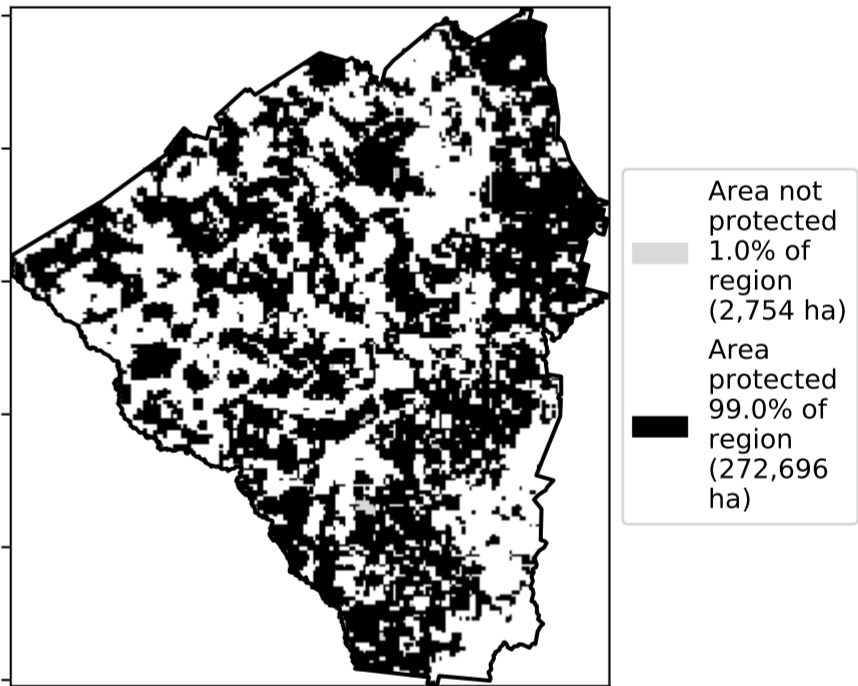 Area not
protected
1.0% of
region
(2,754 ha)
Area
protected
99.0% of
region
(272,696
ha)